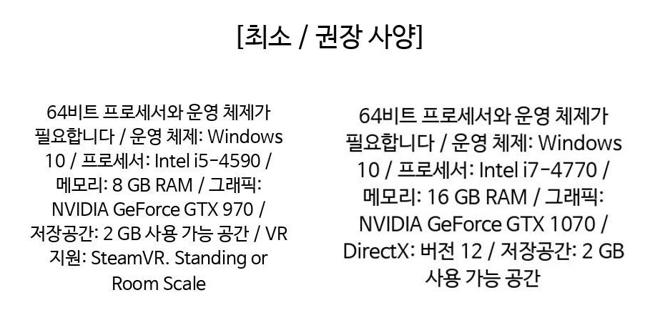 [최소 / 권장 사양]
64비트 프로세서와 운영 체제가
필요합니다 / 운영 체제: Windows
10 / 프로세서: Intel i5-4590 /
메모리: 8 GB RAM / 그래픽:
NVIDIA GeForce GTX 970 /
저장공간: 2 GB 사용 가능 공간 / VR
지원: SteamVR. Standing or
Room Scale
64비트 프로세서와 운영 체제가
필요합니다 / 운영 체제: Windows
10 / 프로세서: Intel i7-4770 /
메모리: 16 GB RAM / 그래픽:
NVIDIA GeForce GTX 1070 /
DirectX: 버전 12 / 저장공간: 2 GB
사용 가능 공간